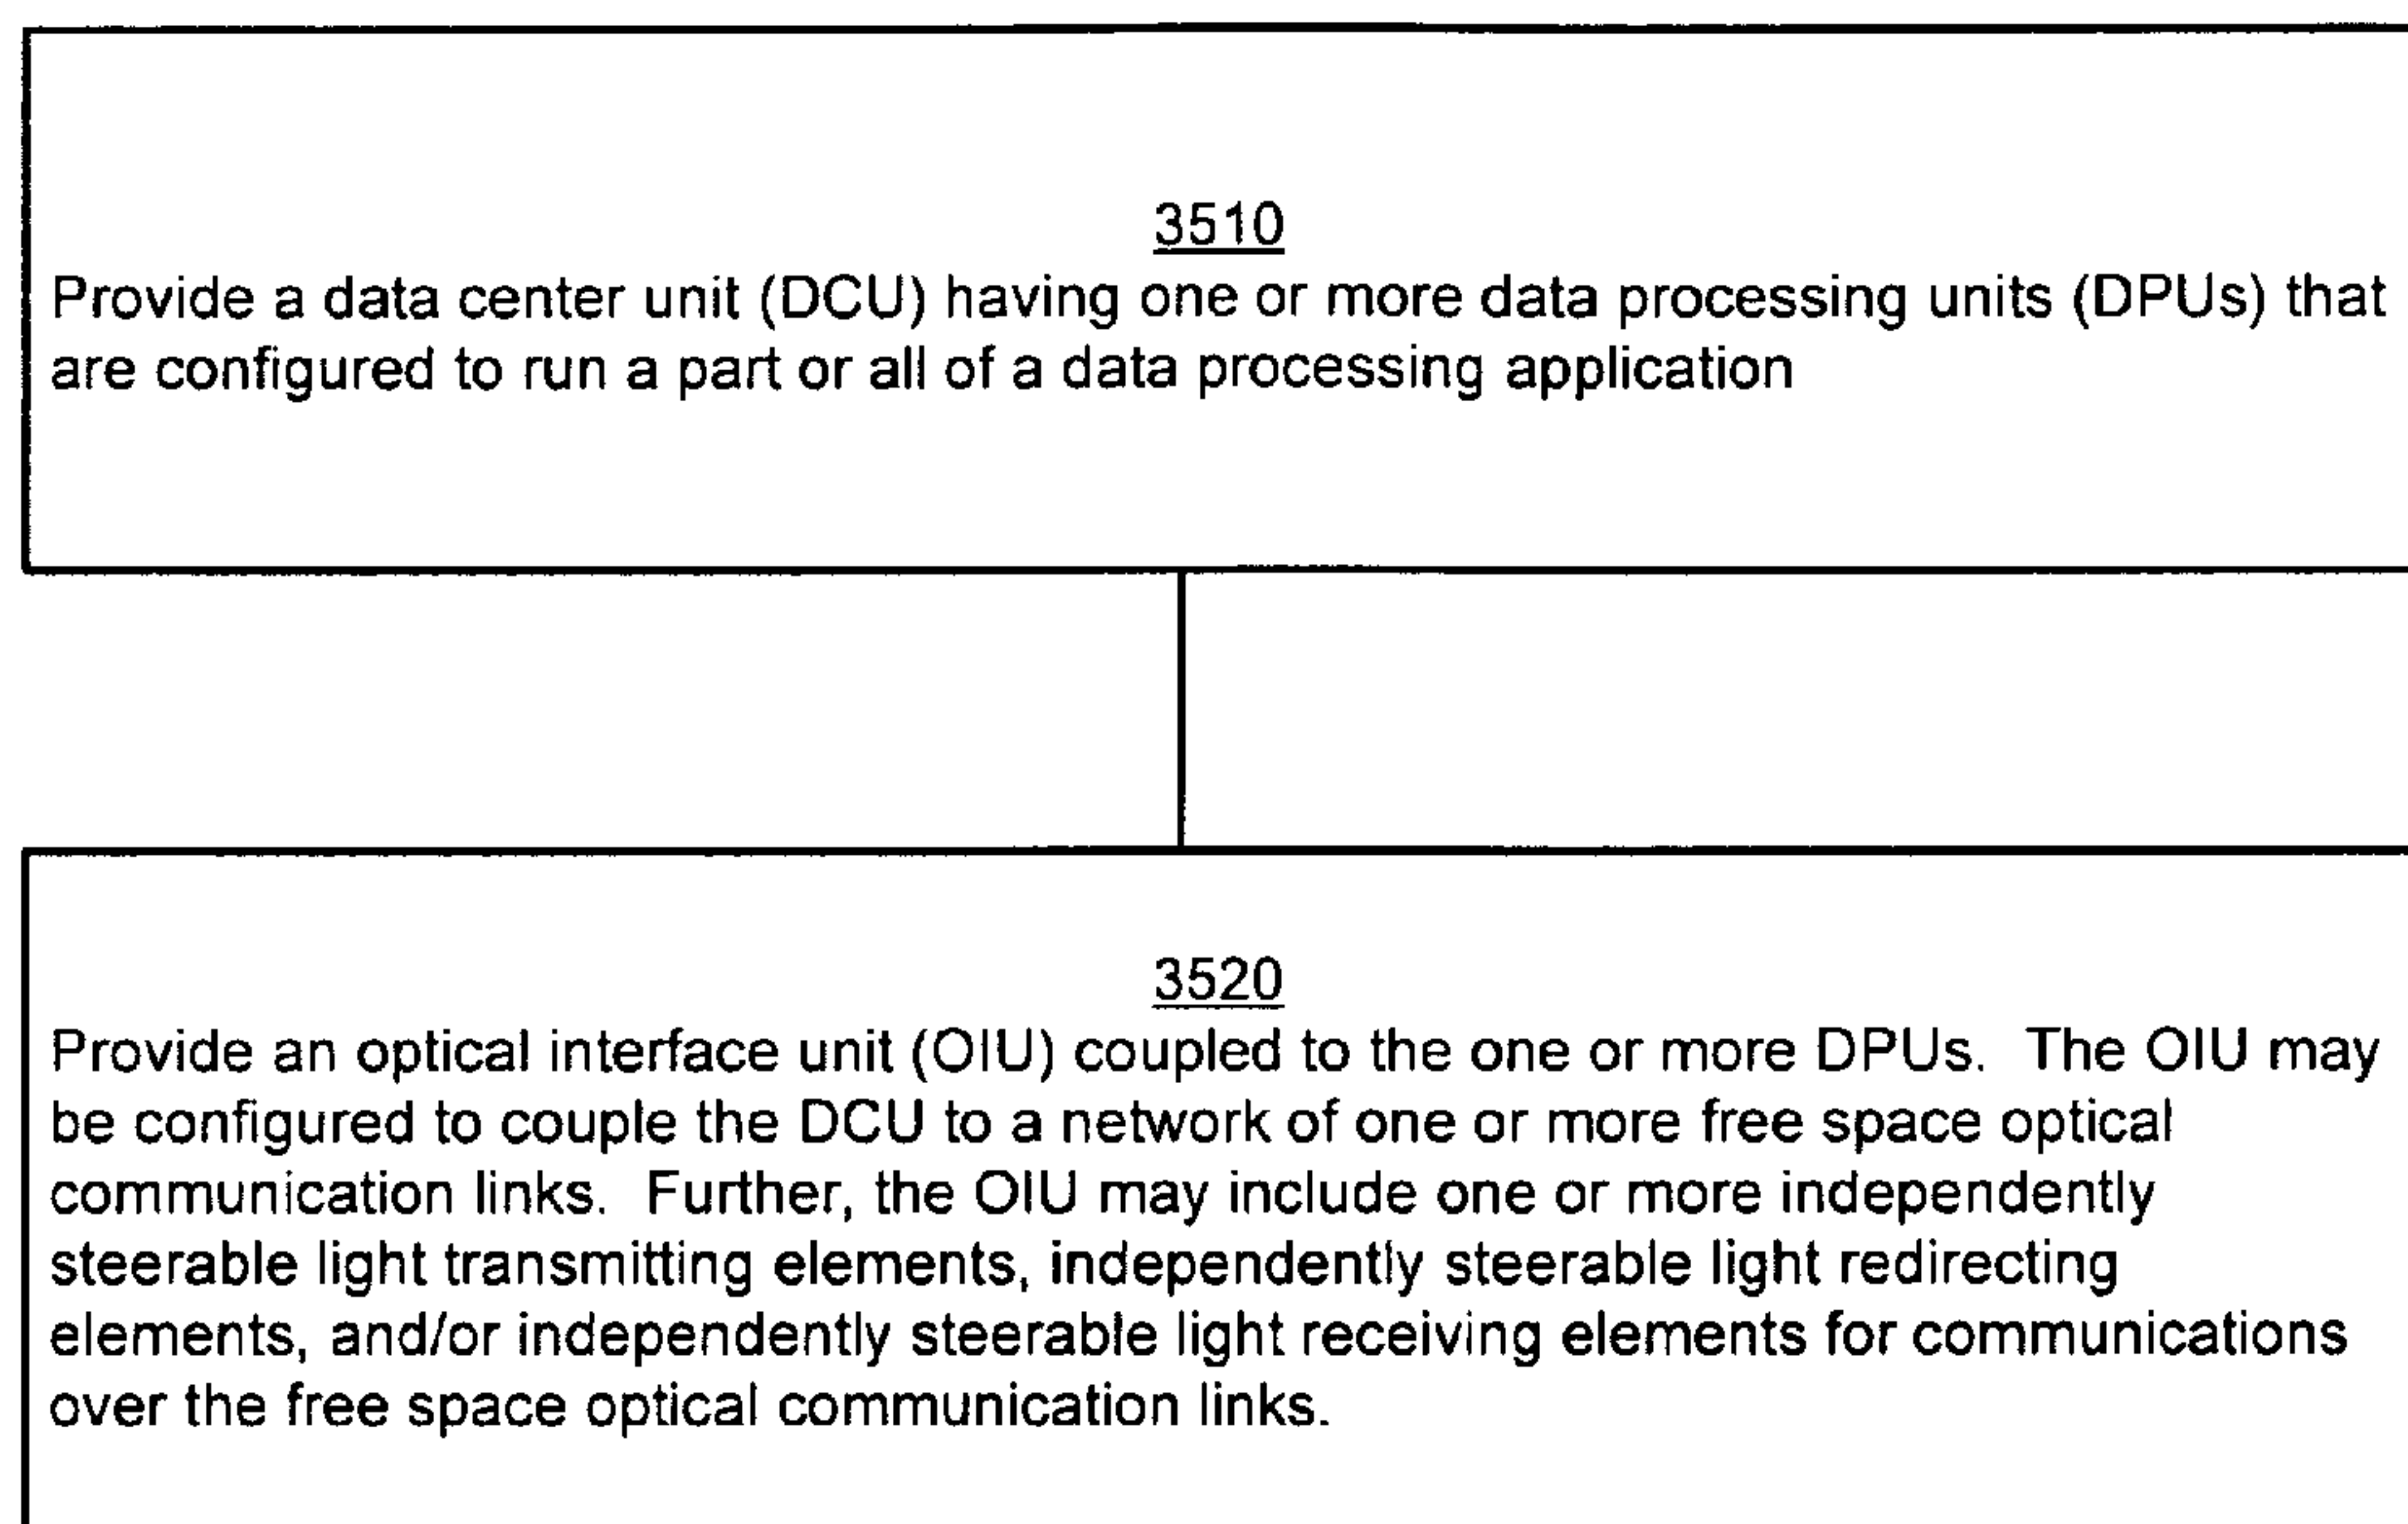 3510
Provide a data center unit (DCU) having one or more data processing units (DPUs) that
are configured to run a part or all of a data processing application
3520
Provide an optical interface unit (OIU) coupled to the one or more DPUs.  The OIU may
be configured to couple the DCU to a network of one or more free space optical
communication links.  Further, the OIU may include one or more independently
steerable light transmitting elements, independently steerable light redirecting
elements, and/or independently steerable light receiving elements for communications
over the free space optical communication links.